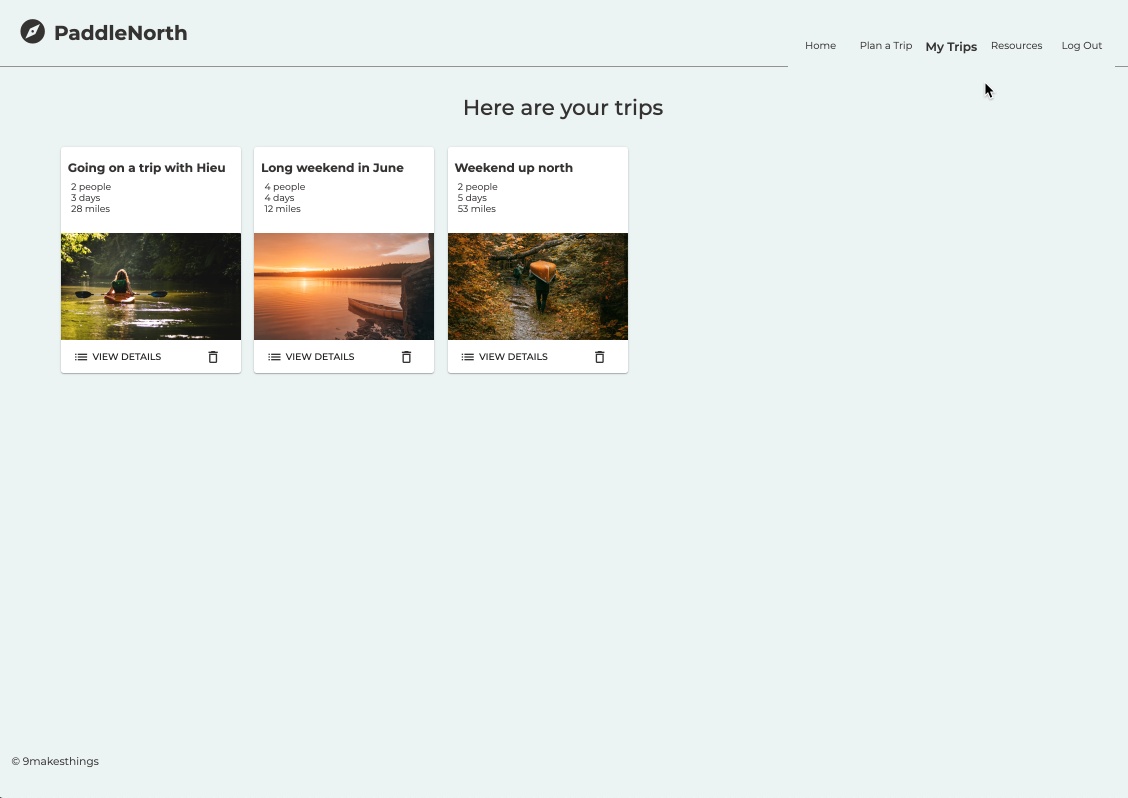 PaddleNorth
Home Plan a Trip My Trips Resources Log Out
Here are your trips
Going on a trip with Hieu
2 people
3 days
28 miles
VIEW DETAILS
Long weekend in June
4 people
4 days
12 miles
VIEW DETAILS
Weekend up north
2 people
5 days
53 miles
VIEW DETAILS
© 9makesthings